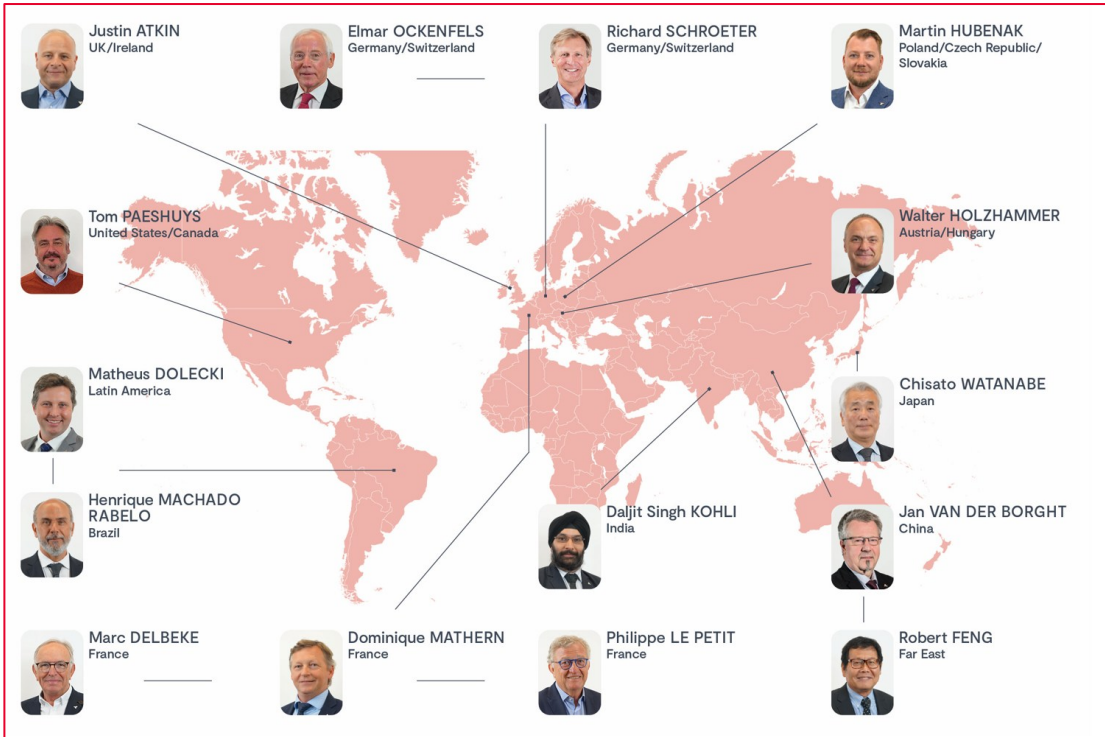 Justin ATKIN
UK/Ireland
Elmar OCKENFELS
Germany/Switzerland
Richard SCHROETER
Germany/Switzerland
Martin HUBENAK
Poland/Czech Republic/
Slovakia
Tom PAESHUYS
United States/Canada
Walter HOLZHAMMER
Austria/Hungary
Matheus DOLECKI
Latin America
Chisato WATANABE
Japan
Henrique MACHADO
RABELO
Brazil
Daljit Singh KOHLI
India
Jan VAN DER BORGHT
China
Marc DELBEKE
France
Dominique MATHERN
France
Philippe LE PETIT
France
Robert FENG
Far East